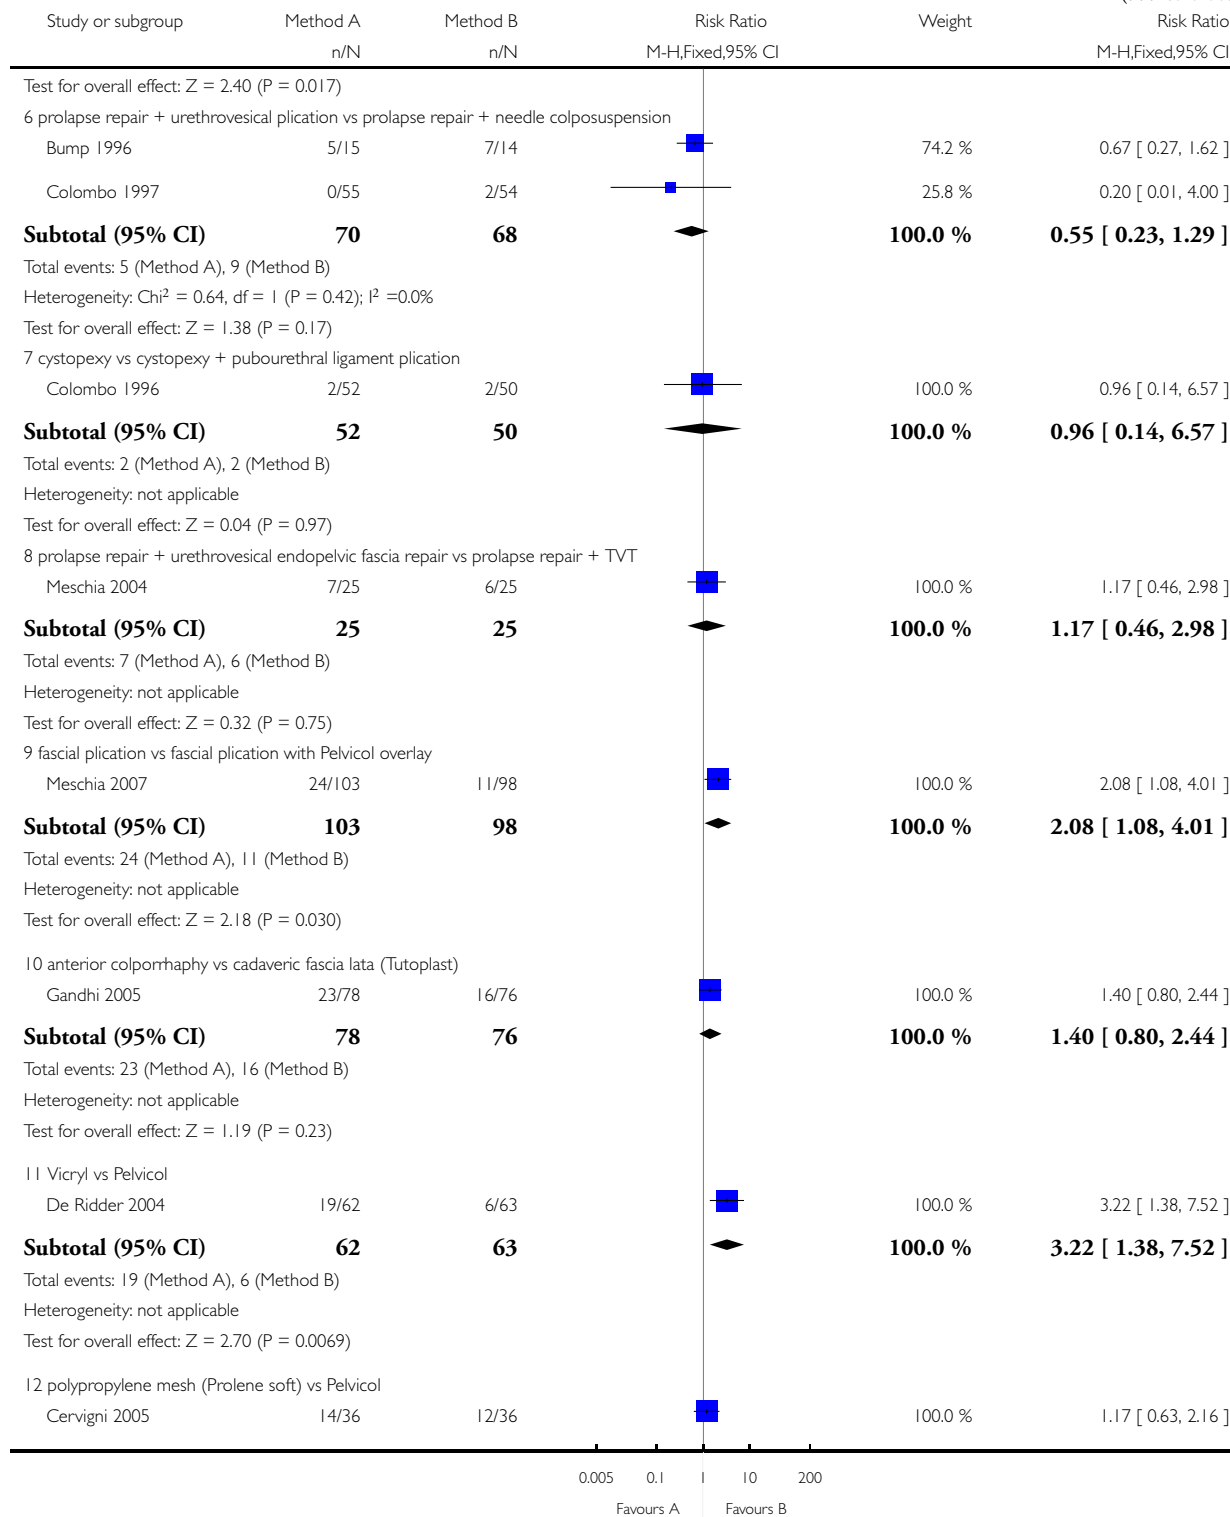 Study or subgroup Method A Method B Risk Ratio Weight Risk Ratio
n/N n/N M-H,Fixed,95% CI M-H,Fixed,95% CI
Test for overall effect: Z = 2.40 (P = 0.017)
6 prolapse repair + urethrovesical plication vs prolapse repair + needle colposuspension
Bump 1996 5/15 7/14 74.2 % 0.67 [ 0.27, 1.62 ]
Colombo 1997 0/55 2/54 25.8 % 0.20 [ 0.01, 4.00 ]
Subtotal (95% CI) 70 68 100.0 % 0.55 [ 0.23, 1.29 ]
Total events: 5 (Method A), 9 (Method B)
Heterogeneity: Chi² = 0.64, df = 1 (P = 0.42); I² =0.0%
Test for overall effect: Z = 1.38 (P = 0.17)
7 cystopexy vs cystopexy + pubourethral ligament plication
Colombo 1996 2/52 2/50 100.0 % 0.96 [ 0.14, 6.57 ]
Subtotal (95% CI) 52 50 100.0 % 0.96 [ 0.14, 6.57 ]
Total events: 2 (Method A), 2 (Method B)
Heterogeneity: not applicable
Test for overall effect: Z = 0.04 (P = 0.97)
8 prolapse repair + urethrovesical endopelvic fascia repair vs prolapse repair + TVT
Meschia 2004 7/25 6/25 100.0 % 1.17 [ 0.46, 2.98 ]
Subtotal (95% CI) 25 25 100.0 % 1.17 [ 0.46, 2.98 ]
Total events: 7 (Method A), 6 (Method B)
Heterogeneity: not applicable
Test for overall effect: Z = 0.32 (P = 0.75)
9 fascial plication vs fascial plication with Pelvicol overlay
Meschia 2007 24/103 11/98 100.0 % 2.08 [ 1.08, 4.01 ]
Subtotal (95% CI) 103 98 100.0 % 2.08 [ 1.08, 4.01 ]
Total events: 24 (Method A), 11 (Method B)
Heterogeneity: not applicable
Test for overall effect: Z = 2.18 (P = 0.030)
10 anterior colporrhaphy vs cadaveric fascia lata (Tutoplast)
Gandhi 2005 23/78 16/76 100.0 % 1.40 [ 0.80, 2.44 ]
Subtotal (95% CI) 78 76 100.0 % 1.40 [ 0.80, 2.44 ]
Total events: 23 (Method A), 16 (Method B)
Heterogeneity: not applicable
Test for overall effect: Z = 1.19 (P = 0.23)
11 Vicryl vs Pelvicol
De Ridder 2004 19/62 6/63 100.0 % 3.22 [ 1.38, 7.52 ]
Subtotal (95% CI) 62 63 100.0 % 3.22 [ 1.38, 7.52 ]
Total events: 19 (Method A), 6 (Method B)
Heterogeneity: not applicable
Test for overall effect: Z = 2.70 (P = 0.0069)
12 polypropylene mesh (Prolene soft) vs Pelvicol
Cervigni 2005 14/36 12/36 100.0 % 1.17 [ 0.63, 2.16 ]
0.005 0.1 1 10 200
Favours A Favours B